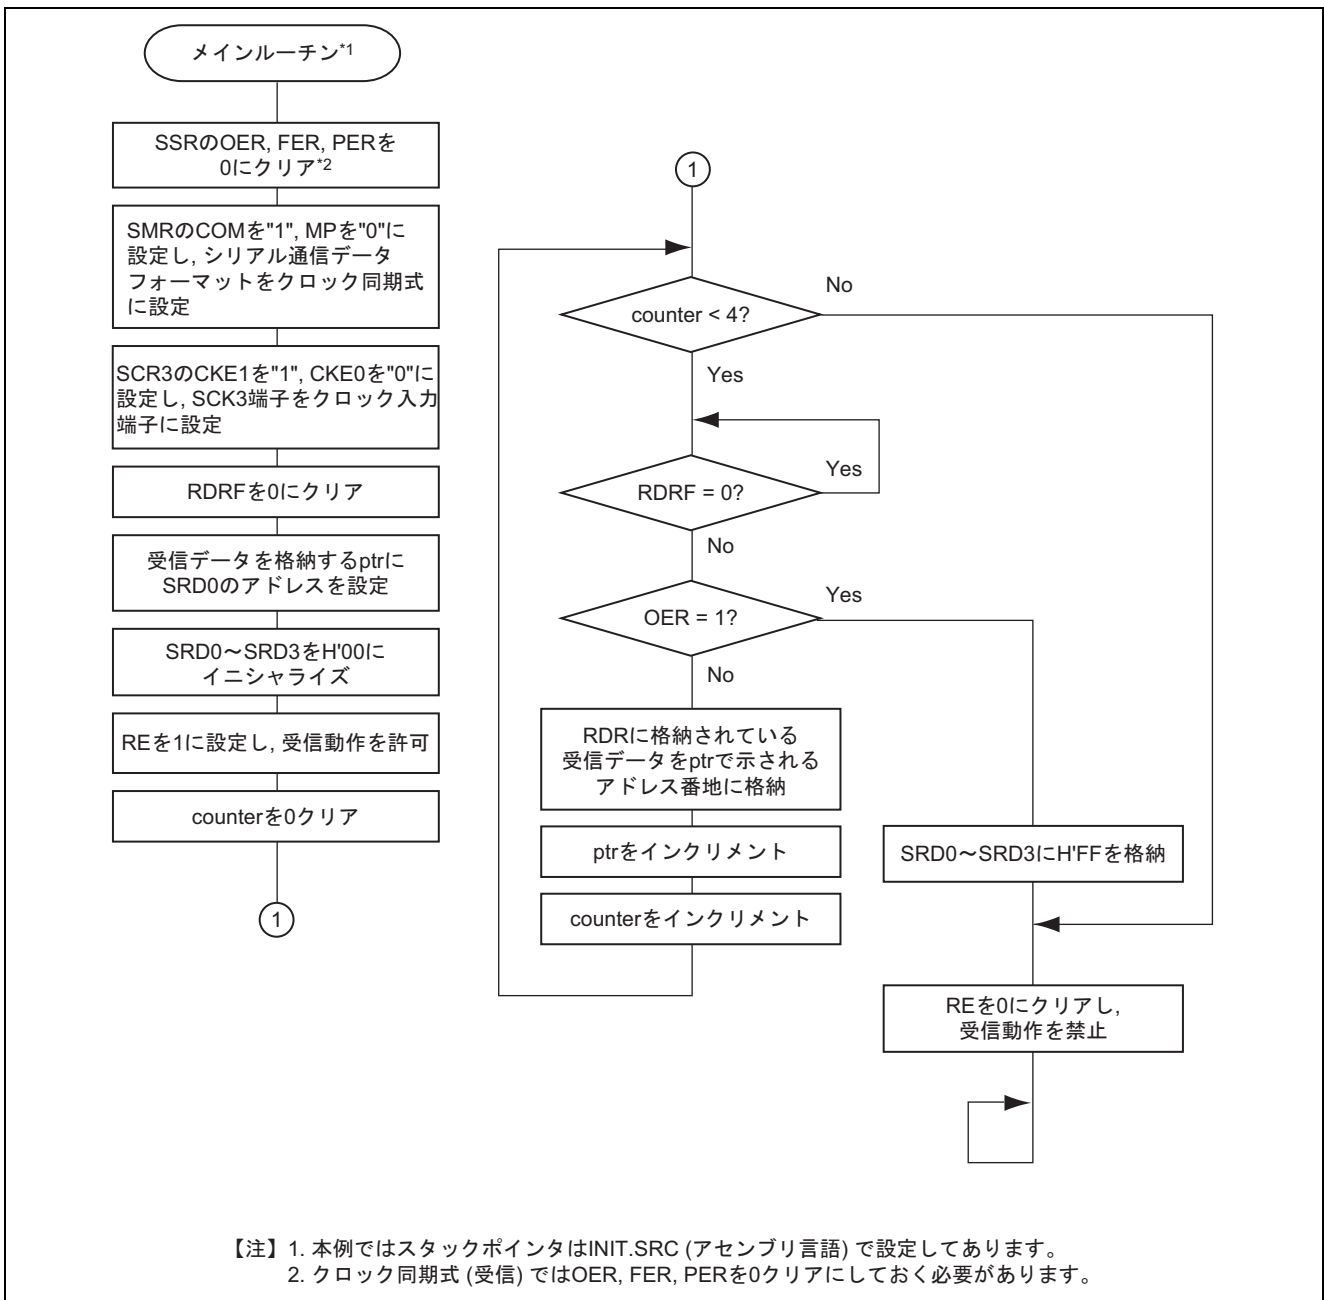 メインルーチン*1
SSRのOER, FER, PERを
0にクリア*2
SMRのCOMを"1", MPを"0"に
設定し, シリアル通信データ
フォーマットをクロック同期式
に設定
SCR3のCKE1を"1", CKE0を"0"に
設定し, SCK3端子をクロック入力
端子に設定
RDRFを0にクリア
受信データを格納するptrに
SRD0のアドレスを設定
SRD0～SRD3をH'00に
イニシャライズ
REを1に設定し, 受信動作を許可
counterを0クリア
1
1
counter < 4?
No
Yes
RDRF = 0?
Yes
No
OER = 1?
Yes
No
RDRに格納されている
受信データをptrで示される
アドレス番地に格納
ptrをインクリメント
counterをインクリメント
SRD0～SRD3にH'FFを格納
REを0にクリアし,
受信動作を禁止
【注】1. 本例ではスタックポインタはINIT.SRC (アセンブリ言語) で設定してあります。
2. クロック同期式 (受信) ではOER, FER, PERを0クリアにしておく必要があります。